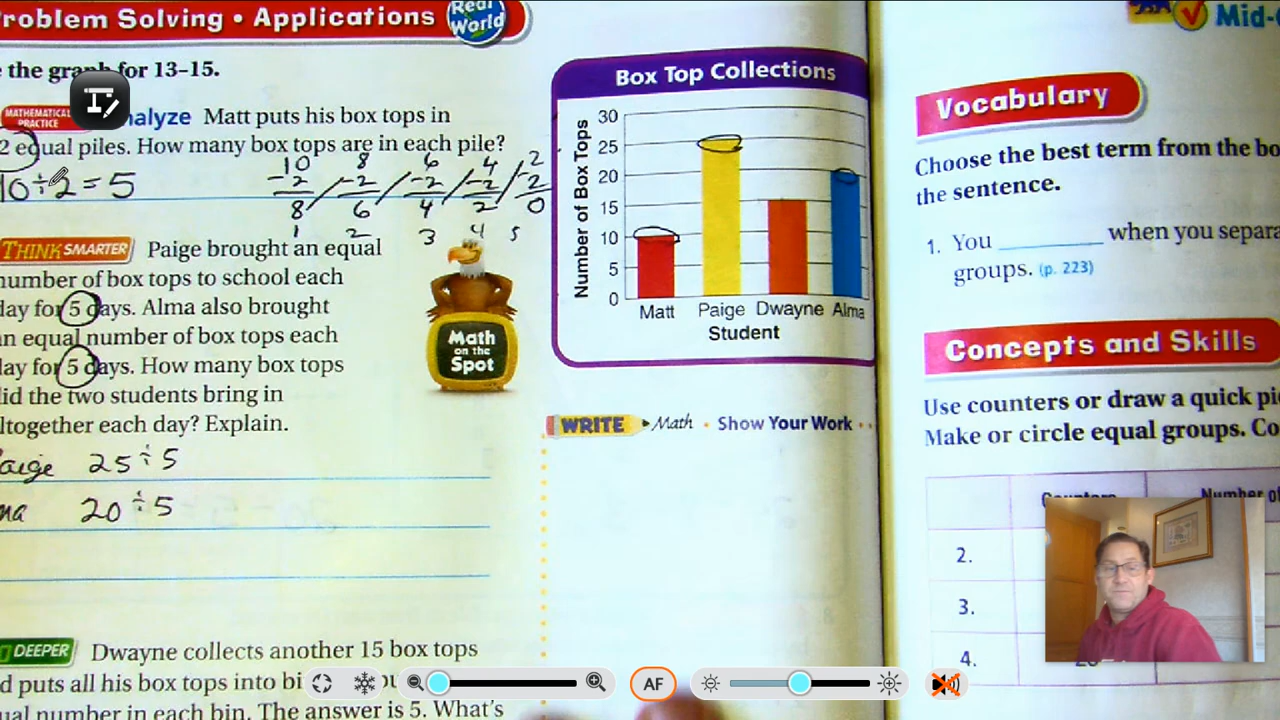 roblem Solving • Applications Real World
the graph for 13–15.
MATHEMATICAL PRACTICE nalyze Matt puts his box tops in
2 equal piles. How many box tops are in each pile?
10÷2=5
10 8 6 4 2
-2 -2 -2 -2 -2
8 6 4 2 0
1 2 3 4 5
THINK SMARTER Paige brought an equal
number of box tops to school each
day for 5 days. Alma also brought
an equal number of box tops each
day for 5 days. How many box tops
did the two students bring in
ltogether each day? Explain.
aige 25÷5
ma 20÷5
DEEPER Dwayne collects another 15 box tops
d puts all his box tops into bi
ual number in each bin. The answer is 5. What's
Math
on the
Spot
Box Top Collections
Number of Box Tops
30
25
20
15
10
5
0
Matt Paige Dwayne Alma
Student
WRITE Math • Show Your Work
Mid-
Vocabulary
Choose the best term from the bo
the sentence.
1. You ________ when you separa
groups. (p. 223)
Concepts and Skills
Use counters or draw a quick pi
Make or circle equal groups. Co
Counters Number of
2.
3.
4.
AF